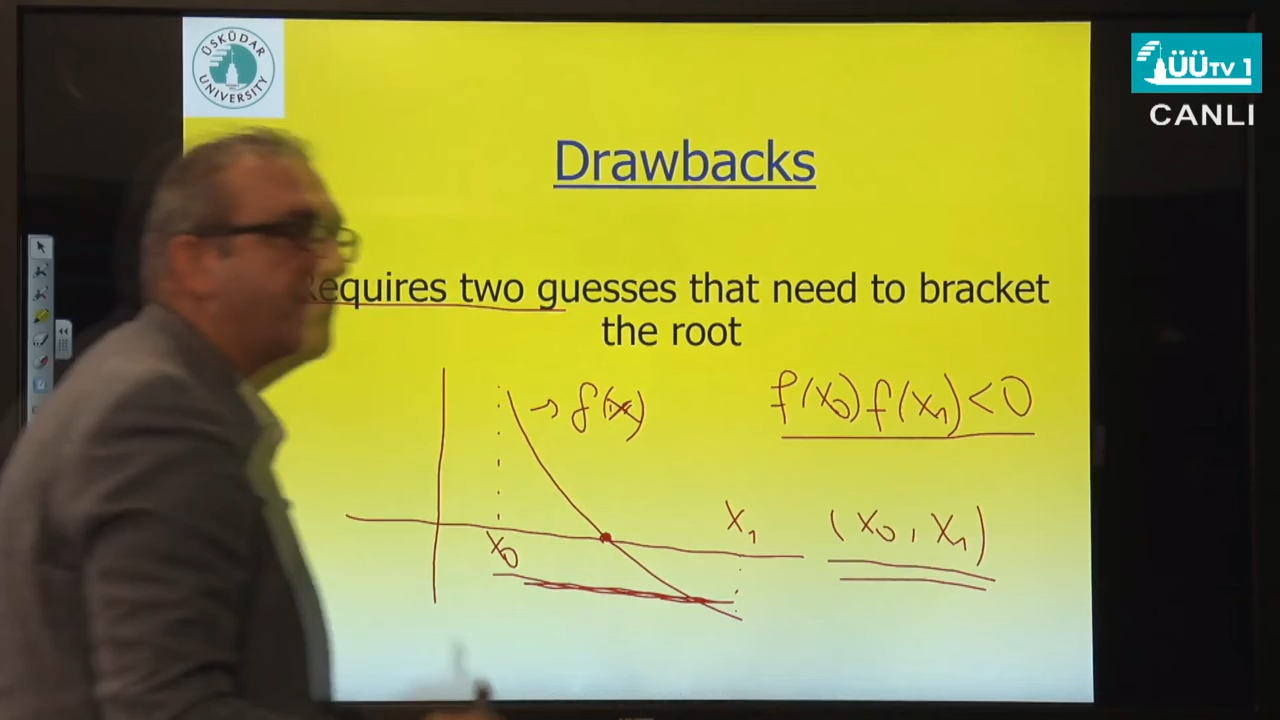 ÜSKÜDAR
UNIVERSITY
ÜÜTV 1
CANLI
Drawbacks
Requires two guesses that need to bracket
the root
→ f(x)
f(x₀) f(x₁) < 0
x₀
x₁
(x₀, x₁)